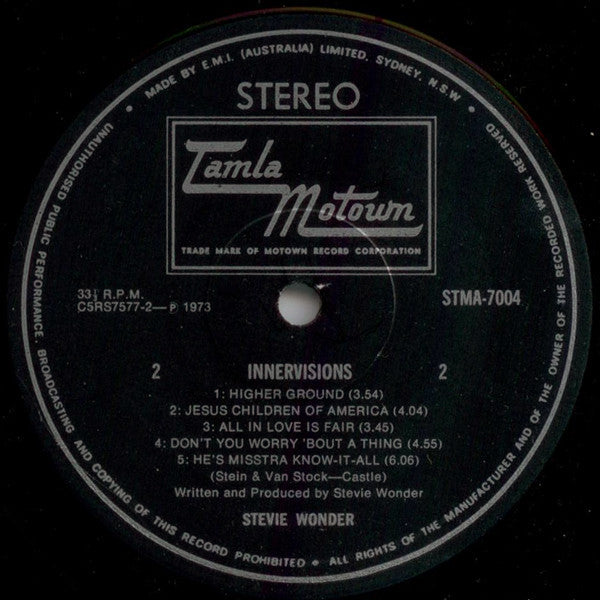 MADE BY E.M.I. (AUSTRALIA) LIMITED, SYDNEY, N.S.W. •
STEREO
Tamla
Motown
TRADE MARK OF MOTOWN RECORD CORPORATION
33⅓ R.P.M.
C5RS7577-2—℗ 1973
STMA-7004
2 INNERVISIONS 2
1: HIGHER GROUND (3.54)
2: JESUS CHILDREN OF AMERICA (4.04)
3: ALL IN LOVE IS FAIR (3.45)
4: DON'T YOU WORRY 'BOUT A THING (4.55)
5: HE'S MISSTRA KNOW-IT-ALL (6.06)
(Stein & Van Stock—Castle)
Written and Produced by Stevie Wonder
STEVIE WONDER
ALL RIGHTS OF THE MANUFACTURER AND OF THE OWNER OF THE RECORDED WORK RESERVED
UNAUTHORISED PUBLIC PERFORMANCE, BROADCASTING AND COPYING OF THIS RECORD PROHIBITED •